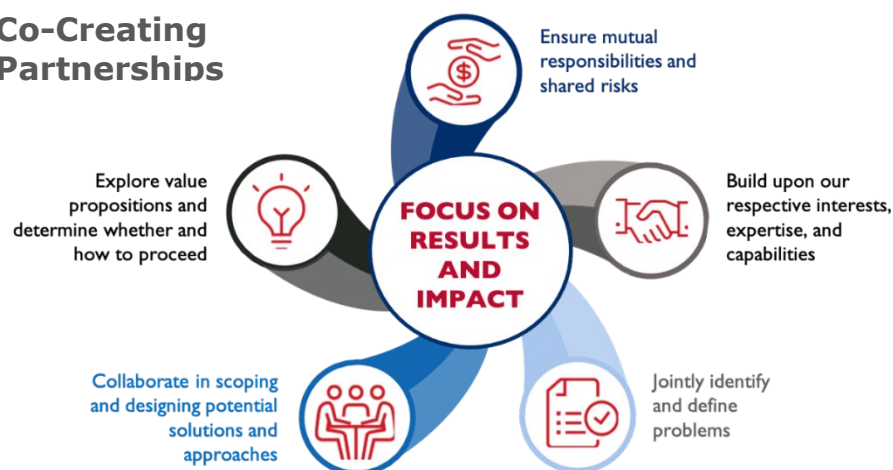 Co-Creating
Partnerships
Ensure mutual
responsibilities and
shared risks
$
Explore value
propositions and
determine whether and
how to proceed
FOCUS ON
RESULTS
AND
IMPACT
Build upon our
respective interests,
expertise, and
capabilities
Collaborate in scoping
and designing potential
solutions and
approaches
Jointly identify
and define
problems